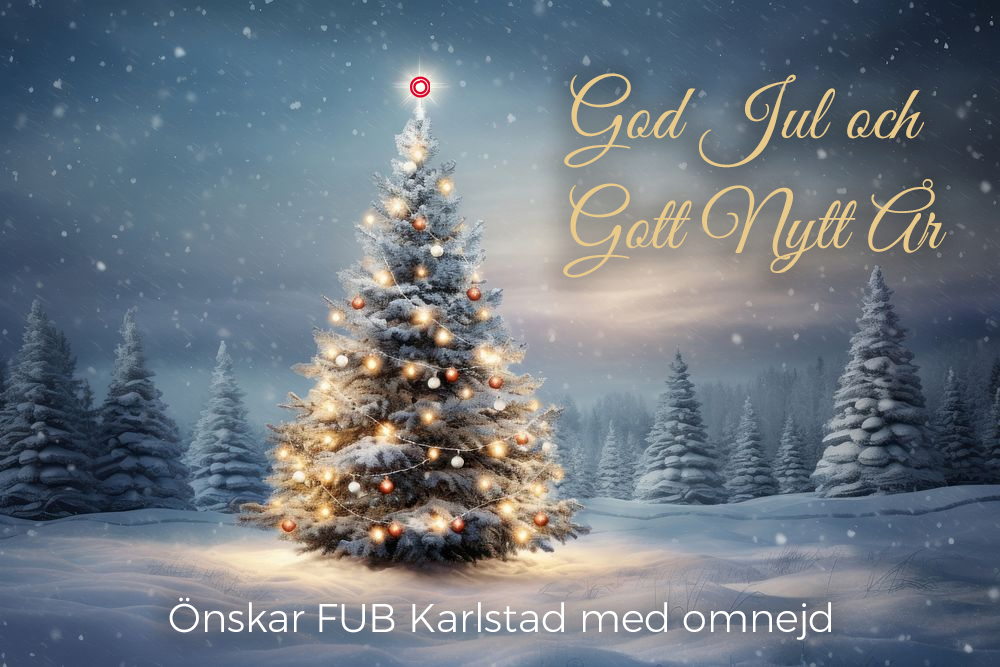 God Jul och
Gott Nytt År
Önskar FUB Karlstad med omnejd